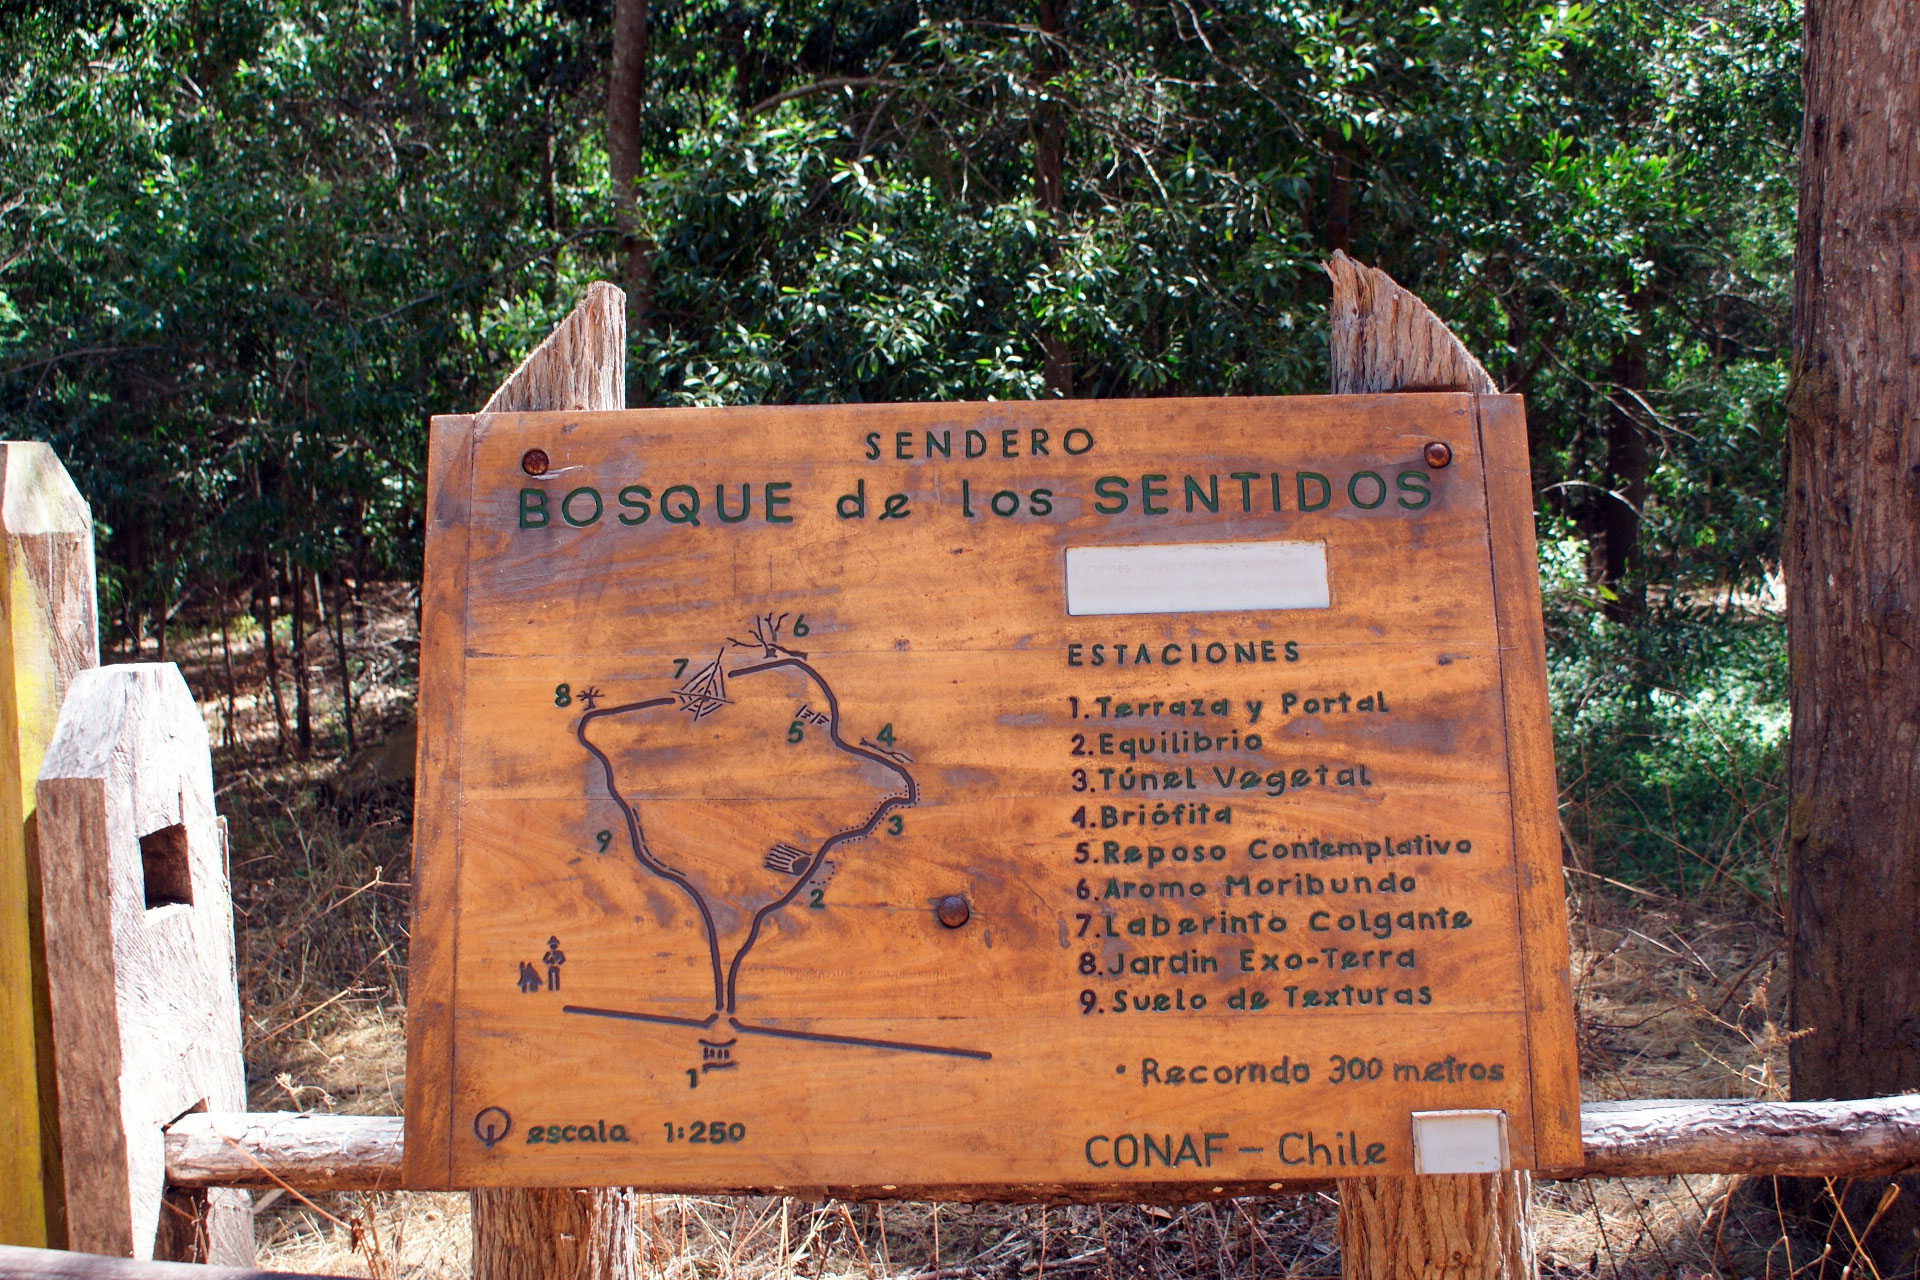 SENDERO
BOSQUE de los SENTIDOS
ESTACIONES
1. Terraza y Portal
2. Equilibrio
3. Túnel Vegetal
4. Briófita
5. Reposo Contemplativo
6. Aromo Moribundo
7. Laberinto Colgante
8. Jardin Exo-Terra
9. Suelo de Texturas
• Recorrido 300 metros
6
7
8
5
4
3
9
2
1
escala 1:250
CONAF - Chile